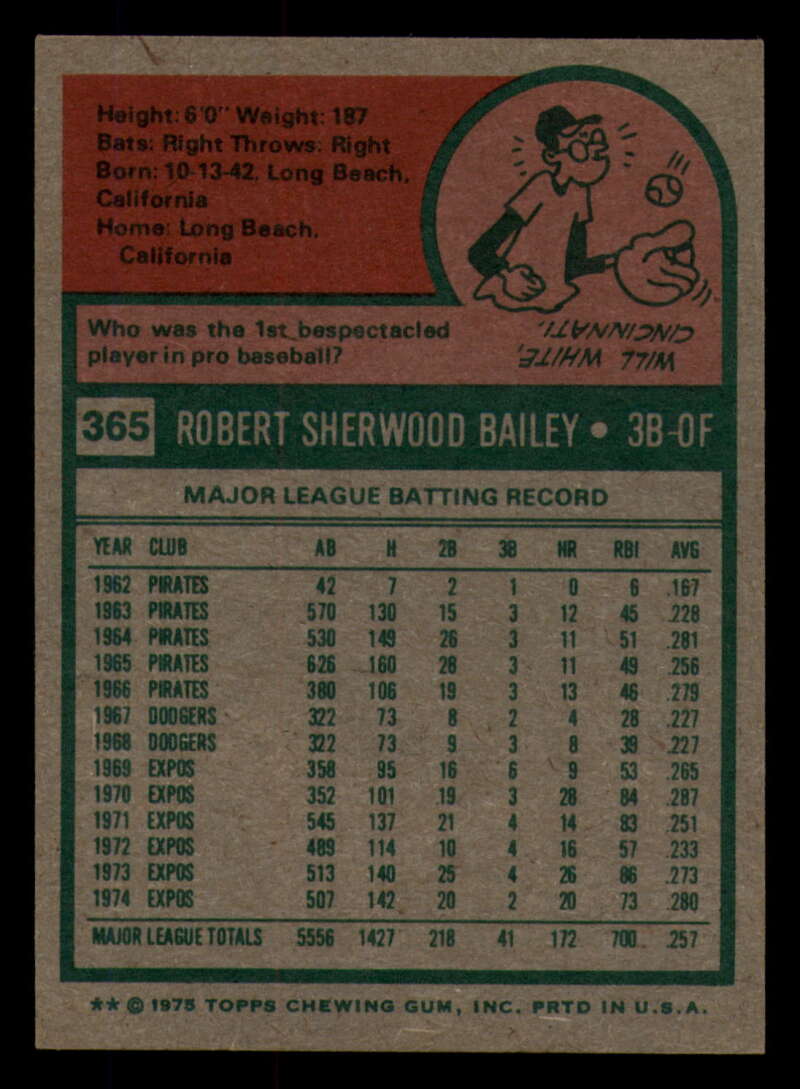 Height: 6'0" Weight: 187
Bats: Right Throws: Right
Born: 10-13-42, Long Beach,
California
Home: Long Beach,
California
Who was the 1st bespectacled
player in pro baseball?
WILL WHITE,
CINCINNATI.
365 ROBERT SHERWOOD BAILEY • 3B-OF
MAJOR LEAGUE BATTING RECORD
YEAR CLUB AB H 2B 3B HR RBI AVG
1962 PIRATES 42 7 2 1 0 6 .167
1963 PIRATES 570 130 15 3 12 45 .228
1964 PIRATES 530 149 26 3 11 51 .281
1965 PIRATES 626 160 28 3 11 49 .256
1966 PIRATES 380 106 19 3 13 46 .279
1967 DODGERS 322 73 8 2 4 28 .227
1968 DODGERS 322 73 9 3 8 39 .227
1969 EXPOS 358 95 16 6 9 53 .265
1970 EXPOS 352 101 19 3 28 84 .287
1971 EXPOS 545 137 21 4 14 83 .251
1972 EXPOS 489 114 10 4 16 57 .233
1973 EXPOS 513 140 25 4 26 86 .273
1974 EXPOS 507 142 20 2 20 73 .280
MAJOR LEAGUE TOTALS 5556 1427 218 41 172 700 .257
** © 1975 TOPPS CHEWING GUM, INC. PRTD IN U.S.A.